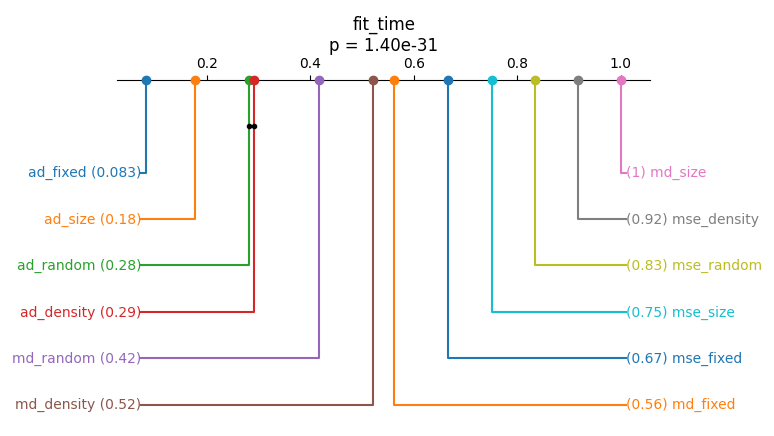 fit_time
p = 1.40e-31
0.2 0.4 0.6 0.8 1.0
ad_fixed (0.083) (1) md_size
ad_size (0.18) (0.92) mse_density
ad_random (0.28) (0.83) mse_random
ad_density (0.29) (0.75) mse_size
md_random (0.42) (0.67) mse_fixed
md_density (0.52) (0.56) md_fixed